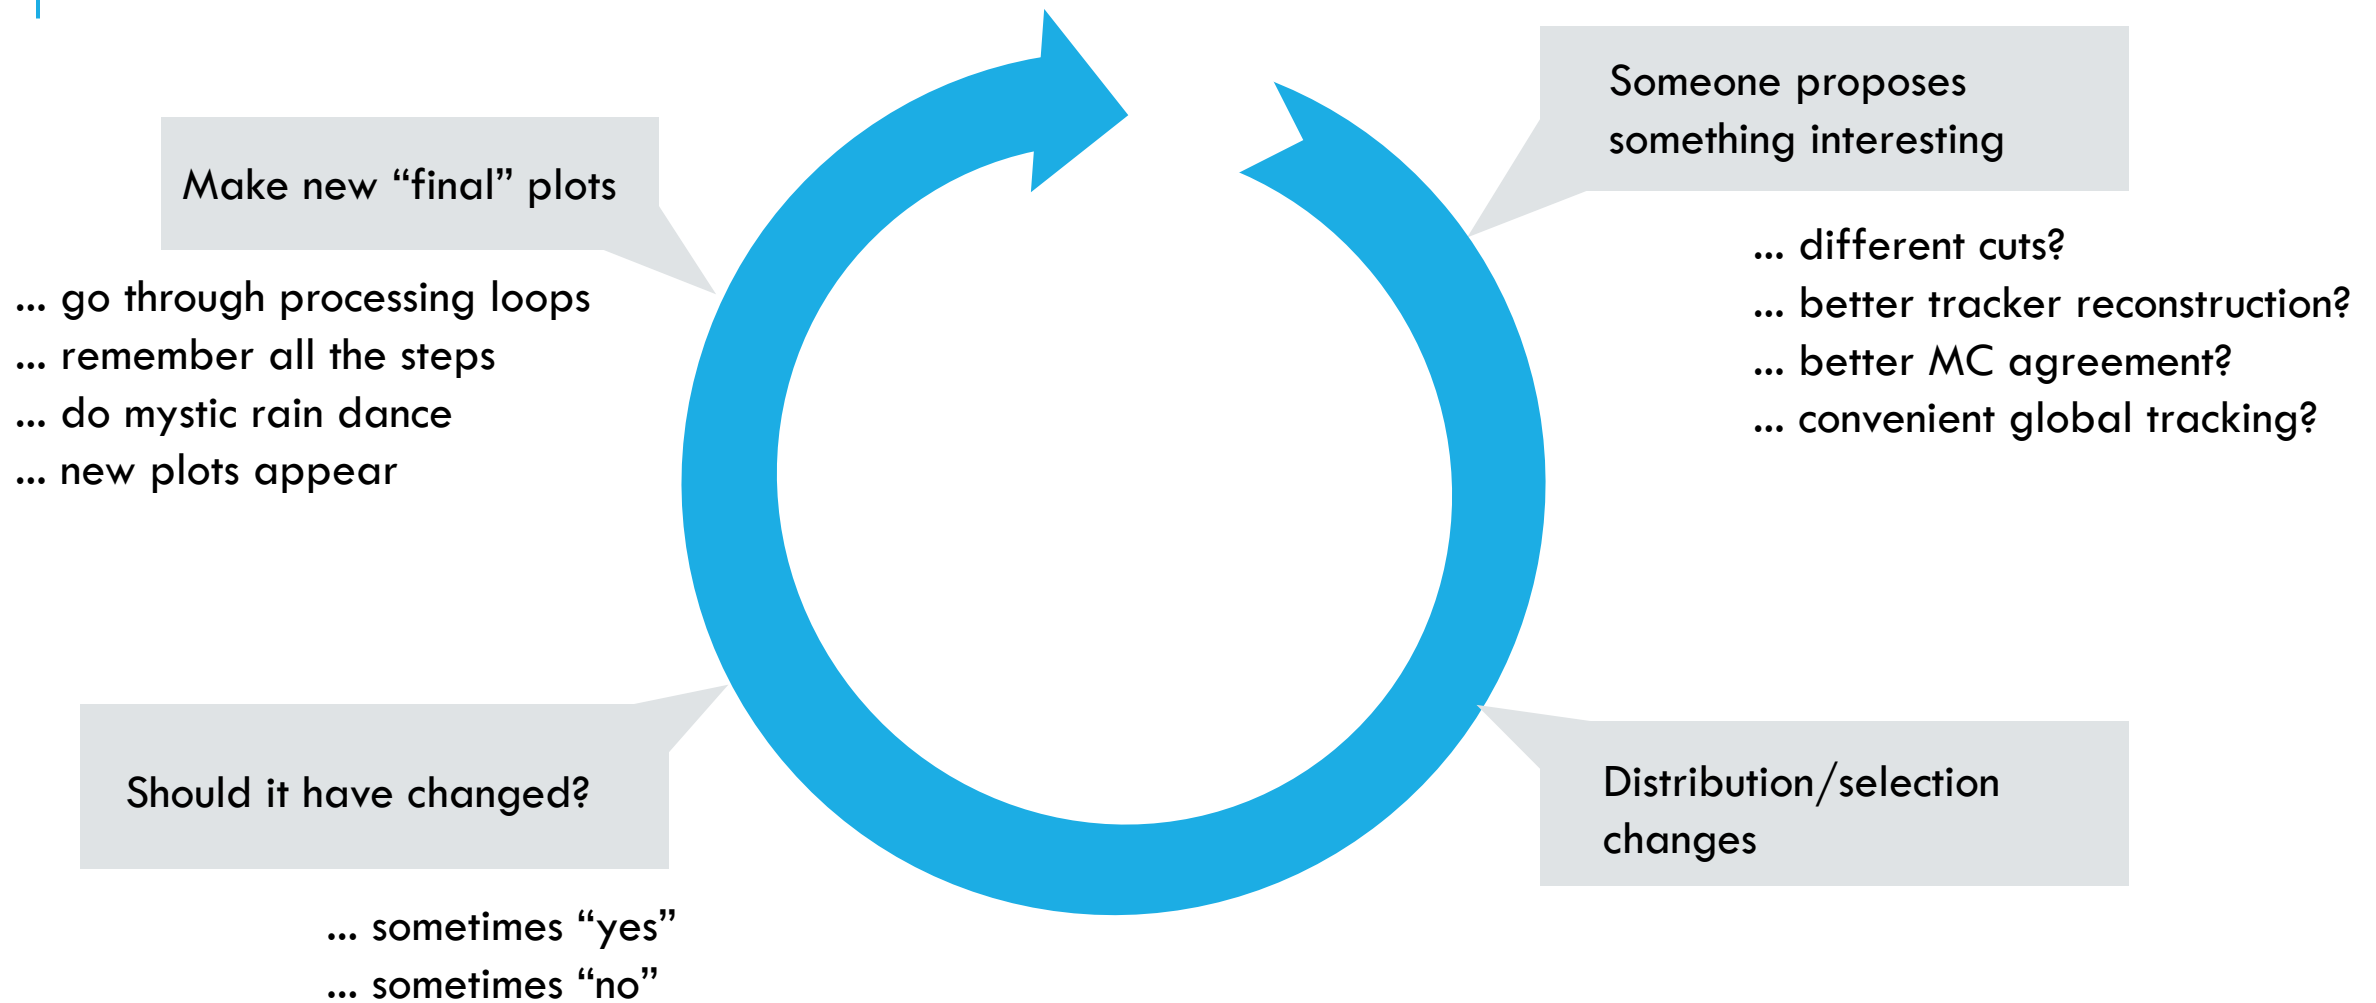 Someone proposes
something interesting
... different cuts?
... better tracker reconstruction?
... better MC agreement?
... convenient global tracking?
Distribution/selection
changes
Should it have changed?
... sometimes “yes”
... sometimes “no”
Make new “final” plots
... go through processing loops
... remember all the steps
... do mystic rain dance
... new plots appear